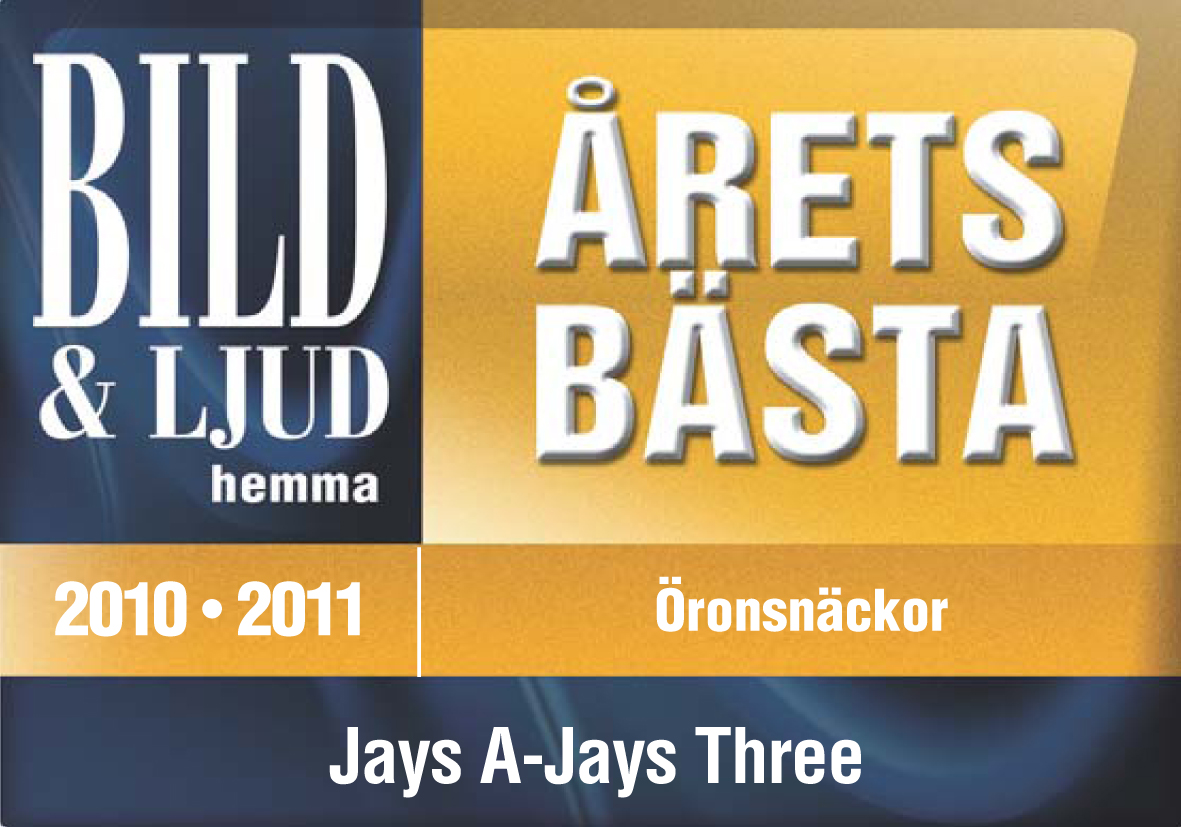 BILD
& LJUD
hemma
ÅRETS
BÄSTA
2010 • 2011
Öronsnäckor
Jays A-Jays Three